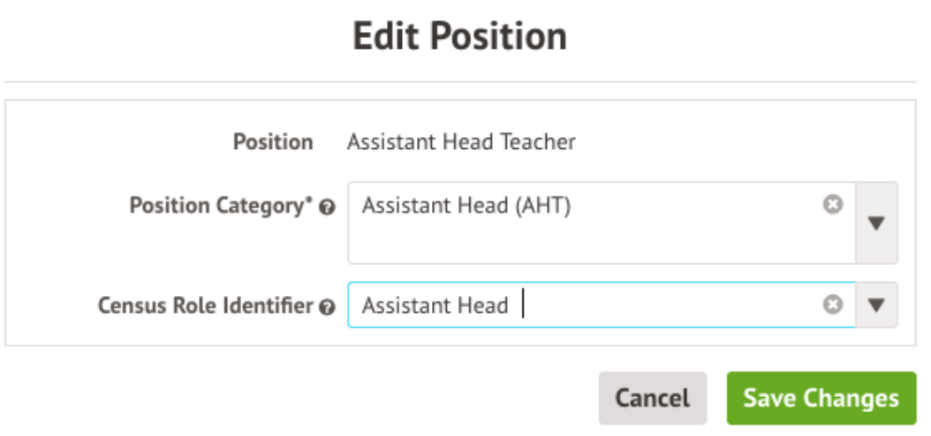 Edit Position
Position Assistant Head Teacher
Position Category* Assistant Head (AHT)
Census Role Identifier Assistant Head
Cancel Save Changes